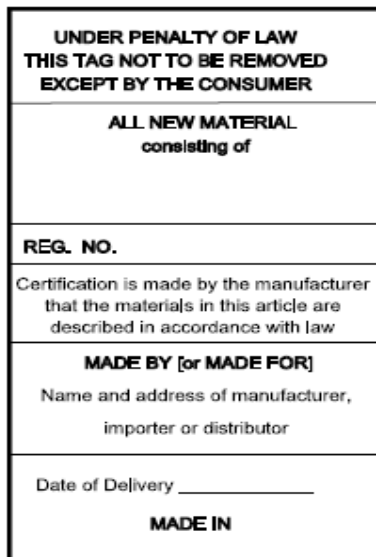 UNDER PENALTY OF LAW
THIS TAG NOT TO BE REMOVED
EXCEPT BY THE CONSUMER
ALL NEW MATERIAL
consisting of
REG. NO.
Certification is made by the manufacturer
that the materials in this article are
described in accordance with law
MADE BY [or MADE FOR]
Name and address of manufacturer,
importer or distributor
Date of Delivery ______________
MADE IN